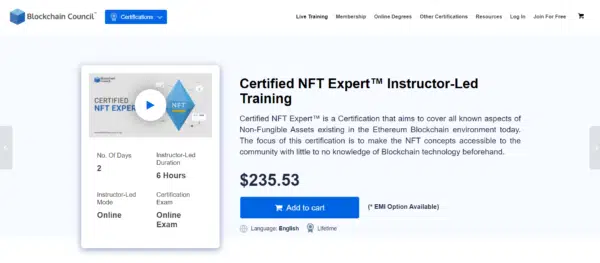 Blockchain Council™
Certifications
Live Training Membership Online Degrees Other Certifications Resources Log In Join For Free
CERTIFIED
NFT EXPERT
NFT
No. Of Days
2
Instructor-Led
Duration
6 Hours
Instructor-Led
Mode
Online
Certification
Exam
Online
Exam
Certified NFT Expert™ Instructor-Led
Training
Certified NFT Expert™ is a Certification that aims to cover all known aspects of
Non-Fungible Assets existing in the Ethereum Blockchain environment today.
The focus of this certification is to make the NFT concepts accessible to the
community with little to no knowledge of Blockchain technology beforehand.
$235.53
Add to cart
(* EMI Option Available)
Language: English
Lifetime